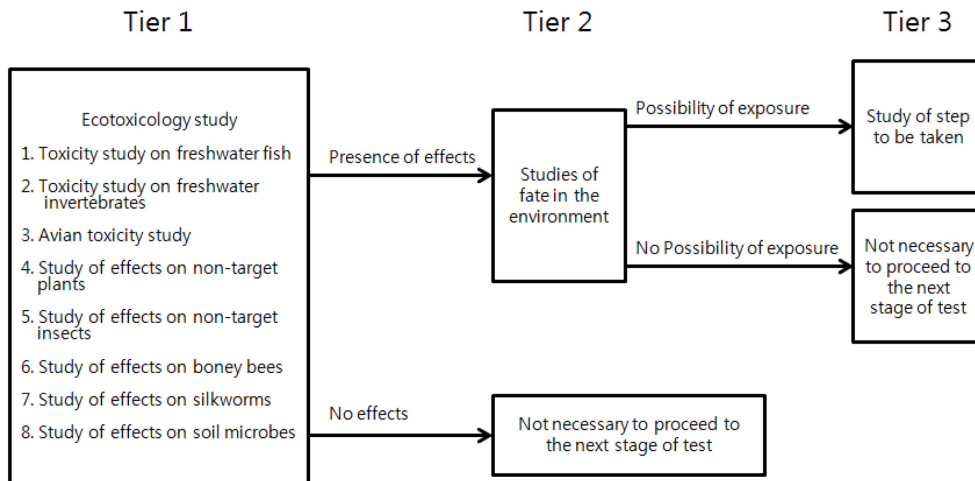 Tier 1
Tier 2
Tier 3
Ecotoxicology study
1. Toxicity study on freshwater fish
2. Toxicity study on freshwater
invertebrates
3. Avian toxicity study
4. Study of effects on non-target
plants
5. Study of effects on non-target
insects
6. Study of effects on boney bees
7. Study of effects on silkworms
8. Study of effects on soil microbes
Presence of effects
No effects
Studies of
fate in the
environment
Not necessary to proceed to
the next stage of test
Possibility of exposure
No Possibility of exposure
Study of step
to be taken
Not necessary
to proceed to
the next
stage of test